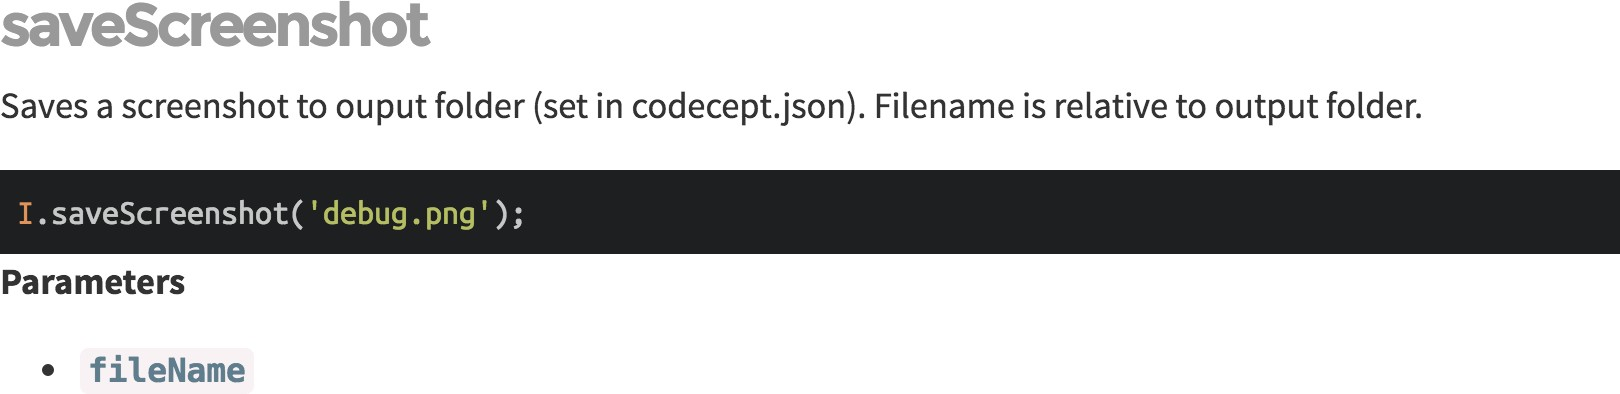 saveScreenshot
Saves a screenshot to ouput folder (set in codecept.json). Filename is relative to output folder.
I.saveScreenshot('debug.png');
Parameters
• fileName